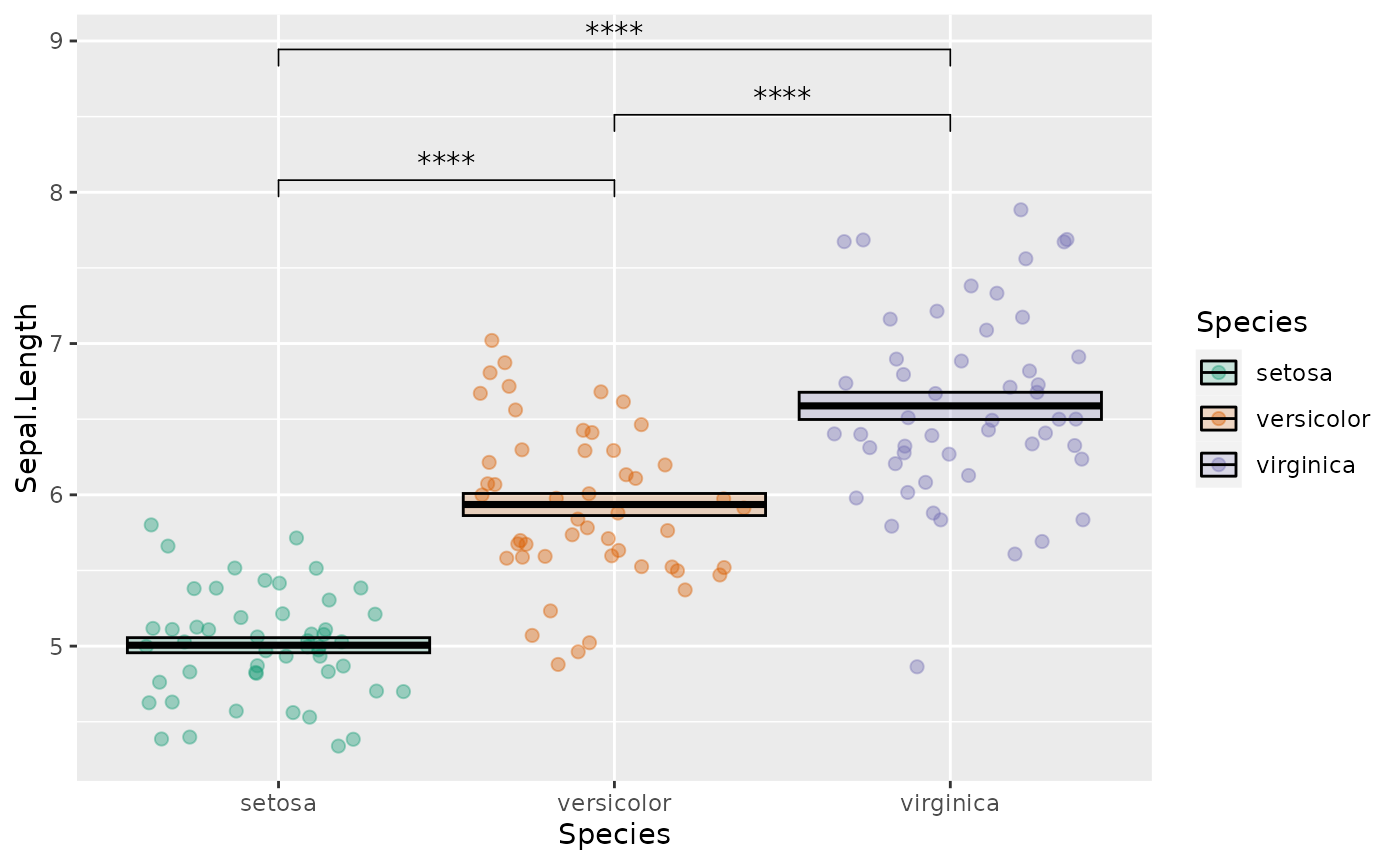 9
****
****
****
8
7
6
5
Sepal.Length
setosa
versicolor
virginica
Species
Species
setosa
versicolor
virginica